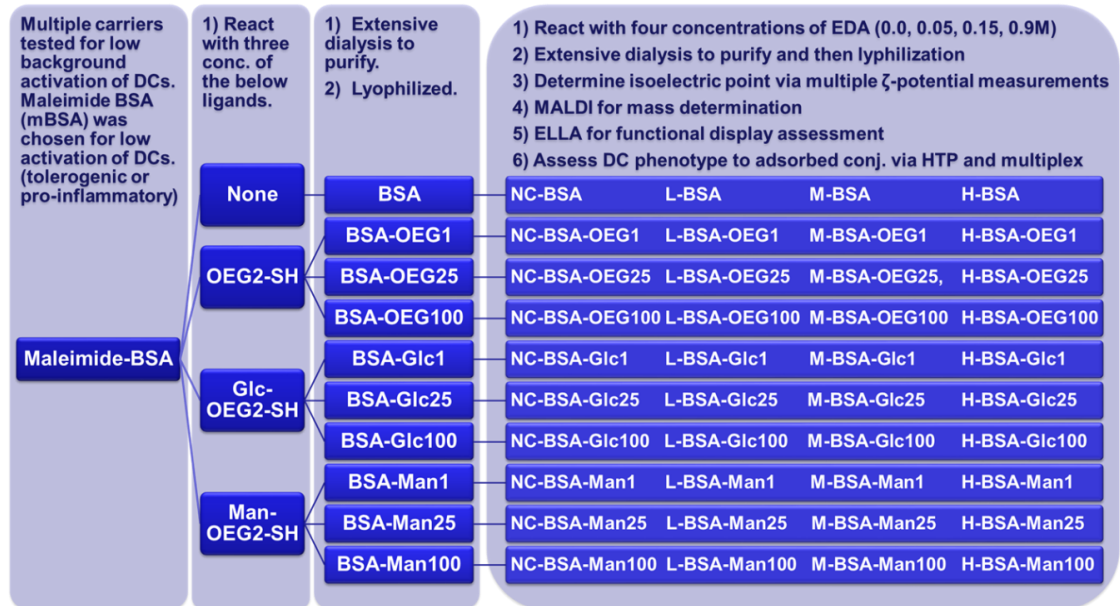 Multiple carriers
tested for low
background
activation of DCs.
Maleimide BSA
(mBSA) was
chosen for low
activation of DCs.
(tolerogenic or
pro-inflammatory)
Maleimide-BSA
1) React
with three
conc. of
the below
ligands.
None
OEG2-SH
Glc-
OEG2-SH
Man-
OEG2-SH
1) Extensive
dialysis to
purify.
2) Lyophilized.
BSA
BSA-OEG1
BSA-OEG25
BSA-OEG100
BSA-Glc1
BSA-Glc25
BSA-Glc100
BSA-Man1
BSA-Man25
BSA-Man100
1) React with four concentrations of EDA (0.0, 0.05, 0.15, 0.9M)
2) Extensive dialysis to purify and then lyphilization
3) Determine isoelectric point via multiple ζ-potential measurements
4) MALDI for mass determination
5) ELLA for functional display assessment
6) Assess DC phenotype to adsorbed conj. via HTP and multiplex
NC-BSA L-BSA M-BSA H-BSA
NC-BSA-OEG1 L-BSA-OEG1 M-BSA-OEG1 H-BSA-OEG1
NC-BSA-OEG25 L-BSA-OEG25 M-BSA-OEG25, H-BSA-OEG25
NC-BSA-OEG100 L-BSA-OEG100 M-BSA-OEG100 H-BSA-OEG100
NC-BSA-Glc1 L-BSA-Glc1 M-BSA-Glc1 H-BSA-Glc1
NC-BSA-Glc25 L-BSA-Glc25 M-BSA-Glc25 H-BSA-Glc25
NC-BSA-Glc100 L-BSA-Glc100 M-BSA-Glc100 H-BSA-Glc100
NC-BSA-Man1 L-BSA-Man1 M-BSA-Man1 H-BSA-Man1
NC-BSA-Man25 L-BSA-Man25 M-BSA-Man25 H-BSA-Man25
NC-BSA-Man100 L-BSA-Man100 M-BSA-Man100 H-BSA-Man100